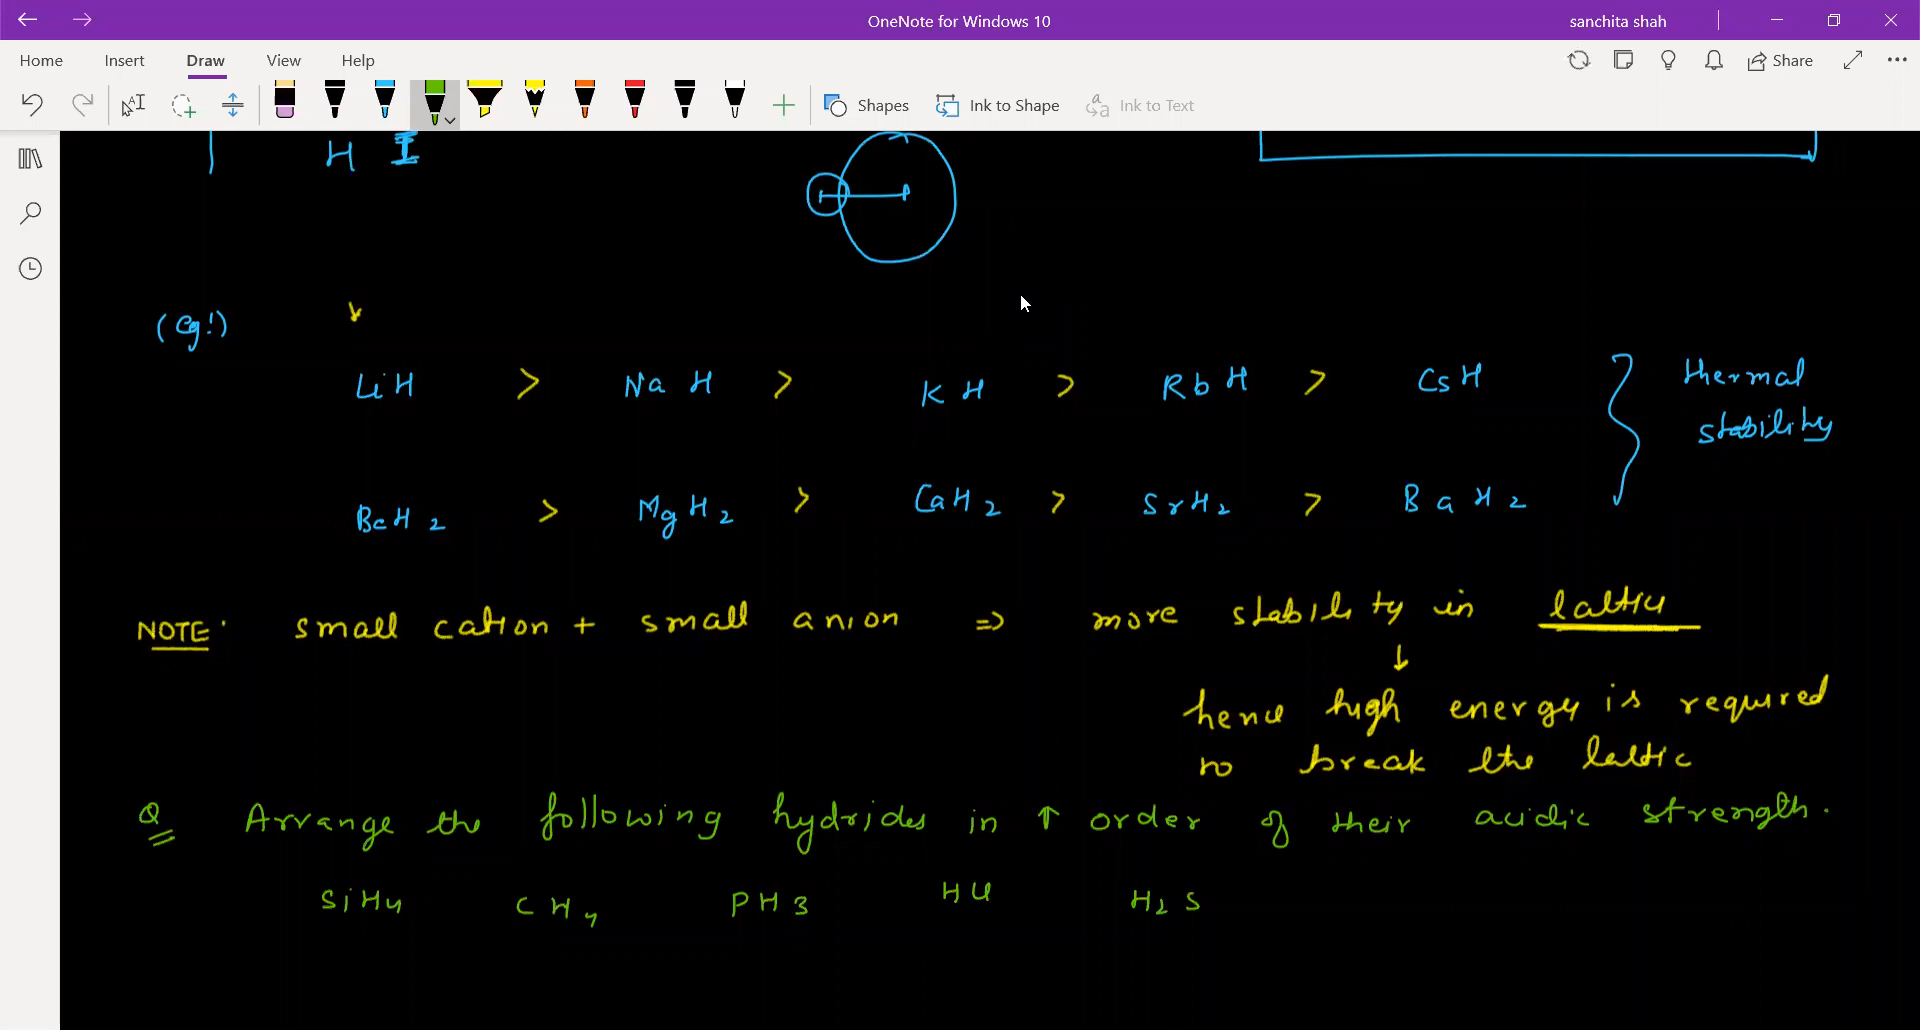 OneNote for Windows 10
sanchita shah
Home Insert Draw View Help
Share
Shapes Ink to Shape Ink to Text
H I
(eg:)
LiH > NaH > KH > RbH > CsH
thermal
stability
BeH2 > MgH2 > CaH2 > SrH2 > BaH2
NOTE: small cation + small anion ⇒ more stability in lattice
↓
hence high energy is required
to break the lattice
Q Arrange the following hydrides in ↑ order of their acidic strength.
SiH4 CH4 PH3 HCl H2S